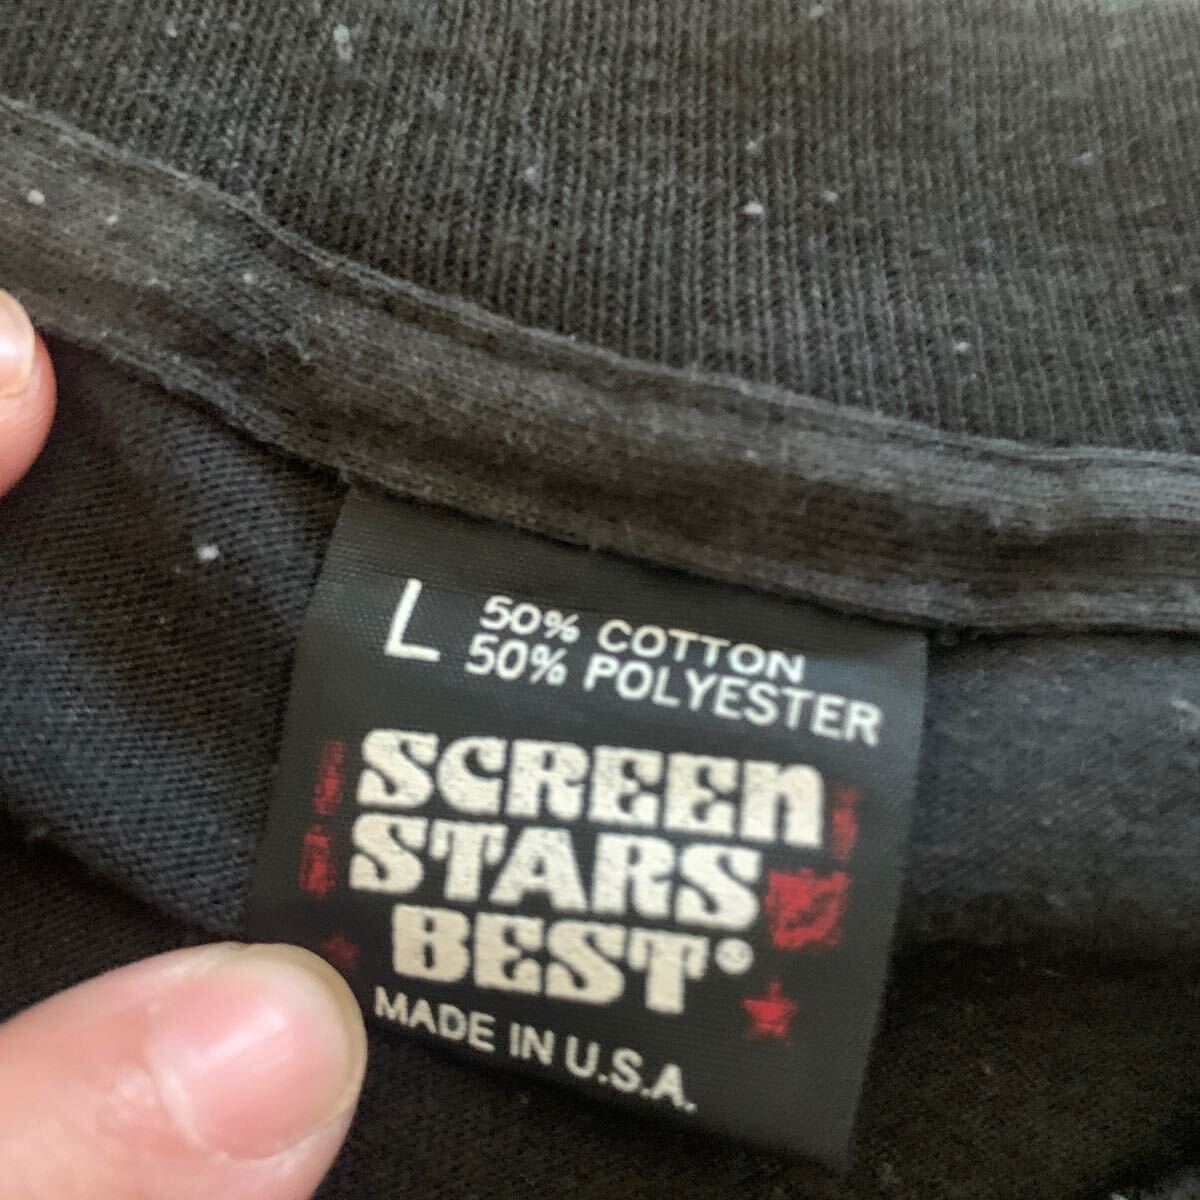 L 50% COTTON
50% POLYESTER
SCREEN
STARS
BEST®
MADE IN U.S.A.